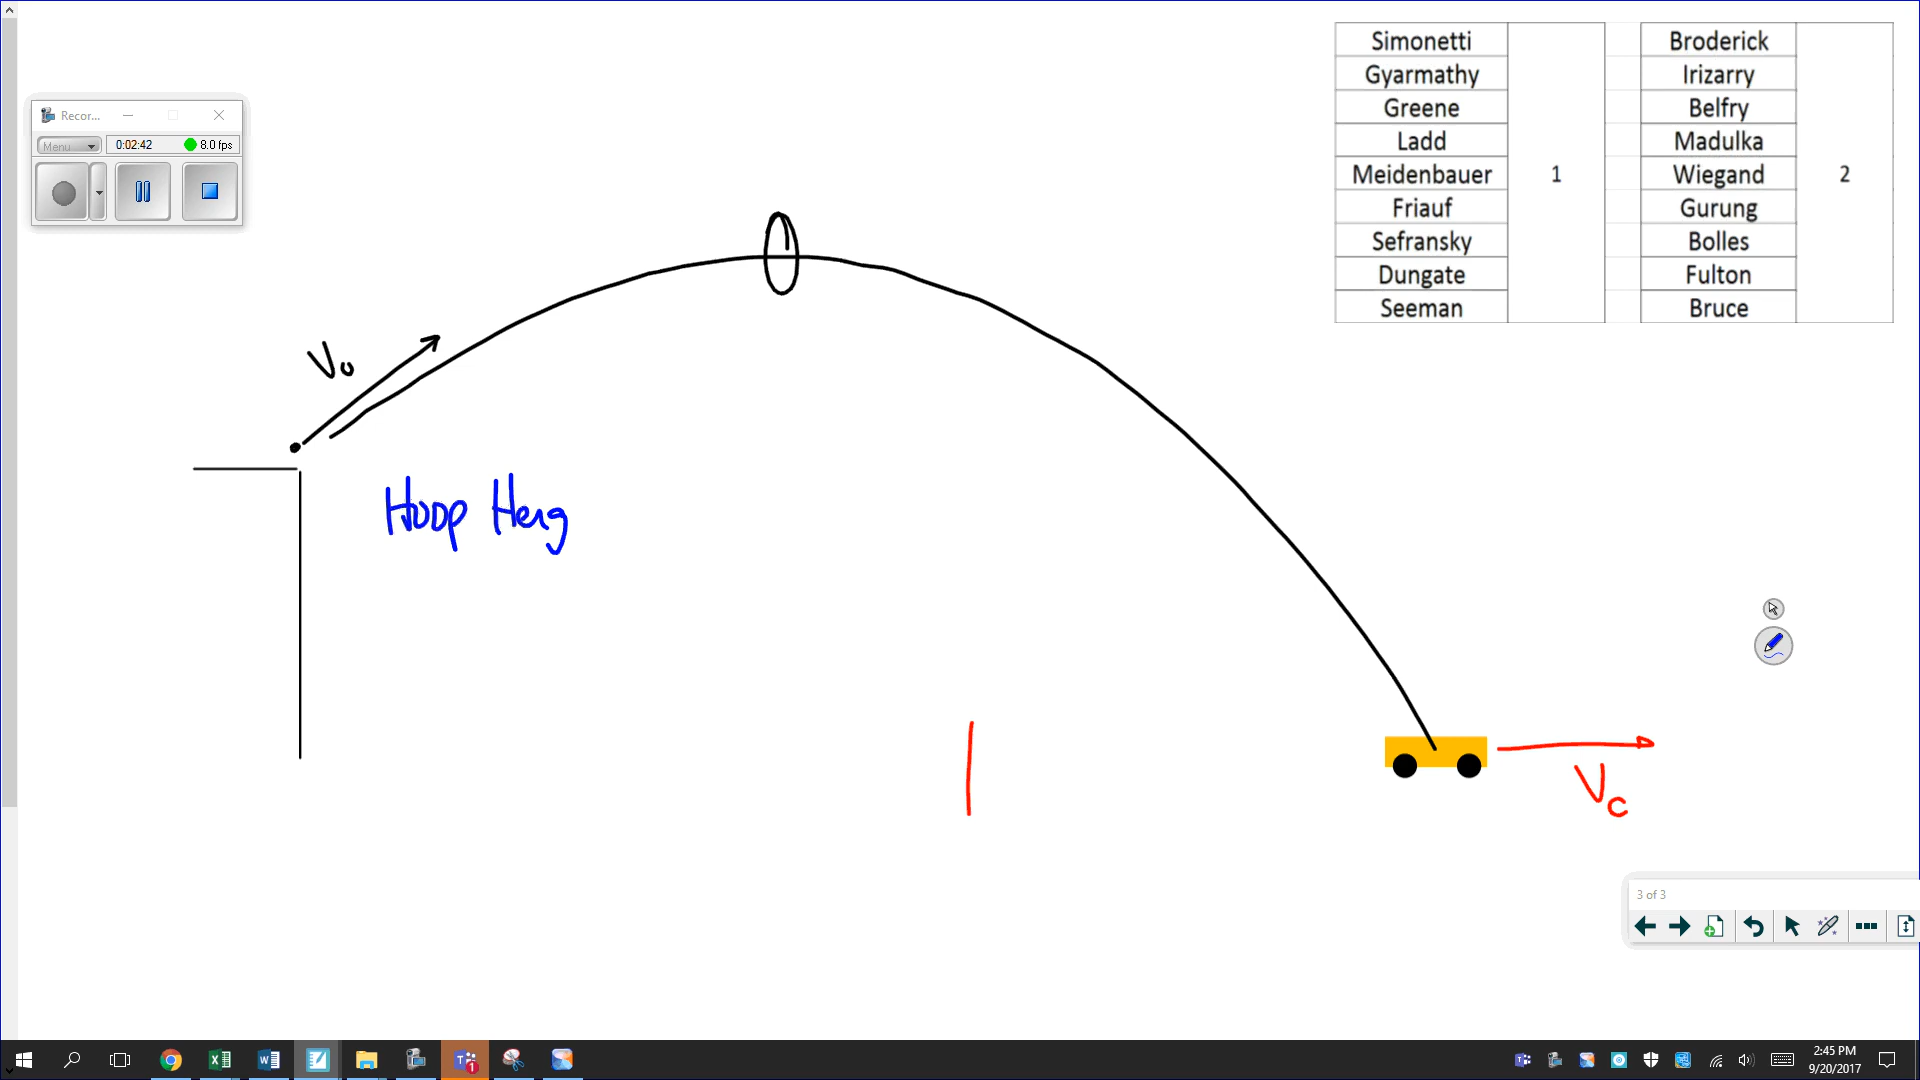 Simonetti
Gyarmathy
Greene
Ladd
Meidenbauer
Friauf
Sefransky
Dungate
Seeman
1
Broderick
Irizarry
Belfry
Madulka
Wiegand
Gurung
Bolles
Fulton
Bruce
2
Recor...
Menu
0:02:42
8.0 fps
Vo
Hoop Heig
Vc
3 of 3
1
2:45 PM
9/20/2017